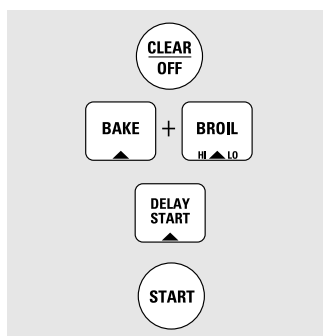 CLEAR
OFF
BAKE + BROIL
HI LO
DELAY
START
START